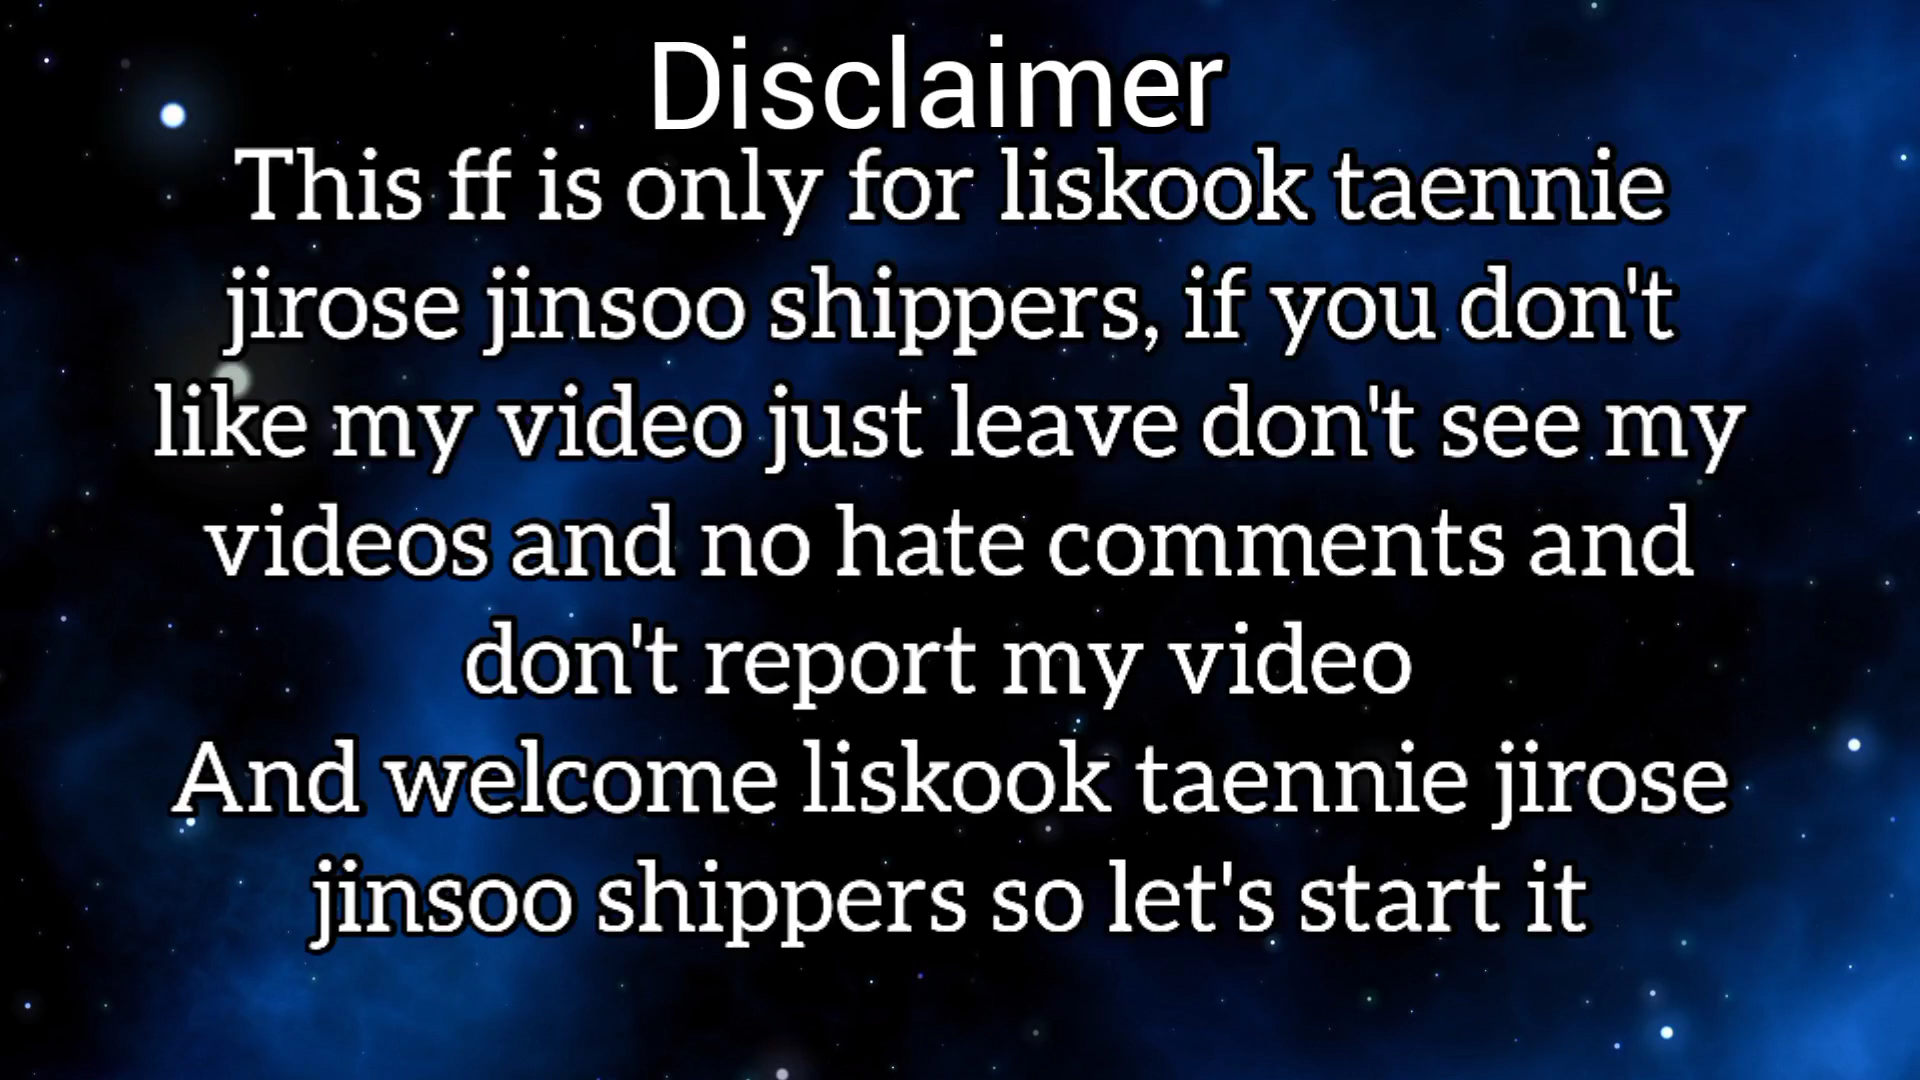 Disclaimer
This ff is only for liskook taennie
jirose jinsoo shippers, if you don't
like my video just leave don't see my
videos and no hate comments and
don't report my video
And welcome liskook taennie jirose
jinsoo shippers so let's start it